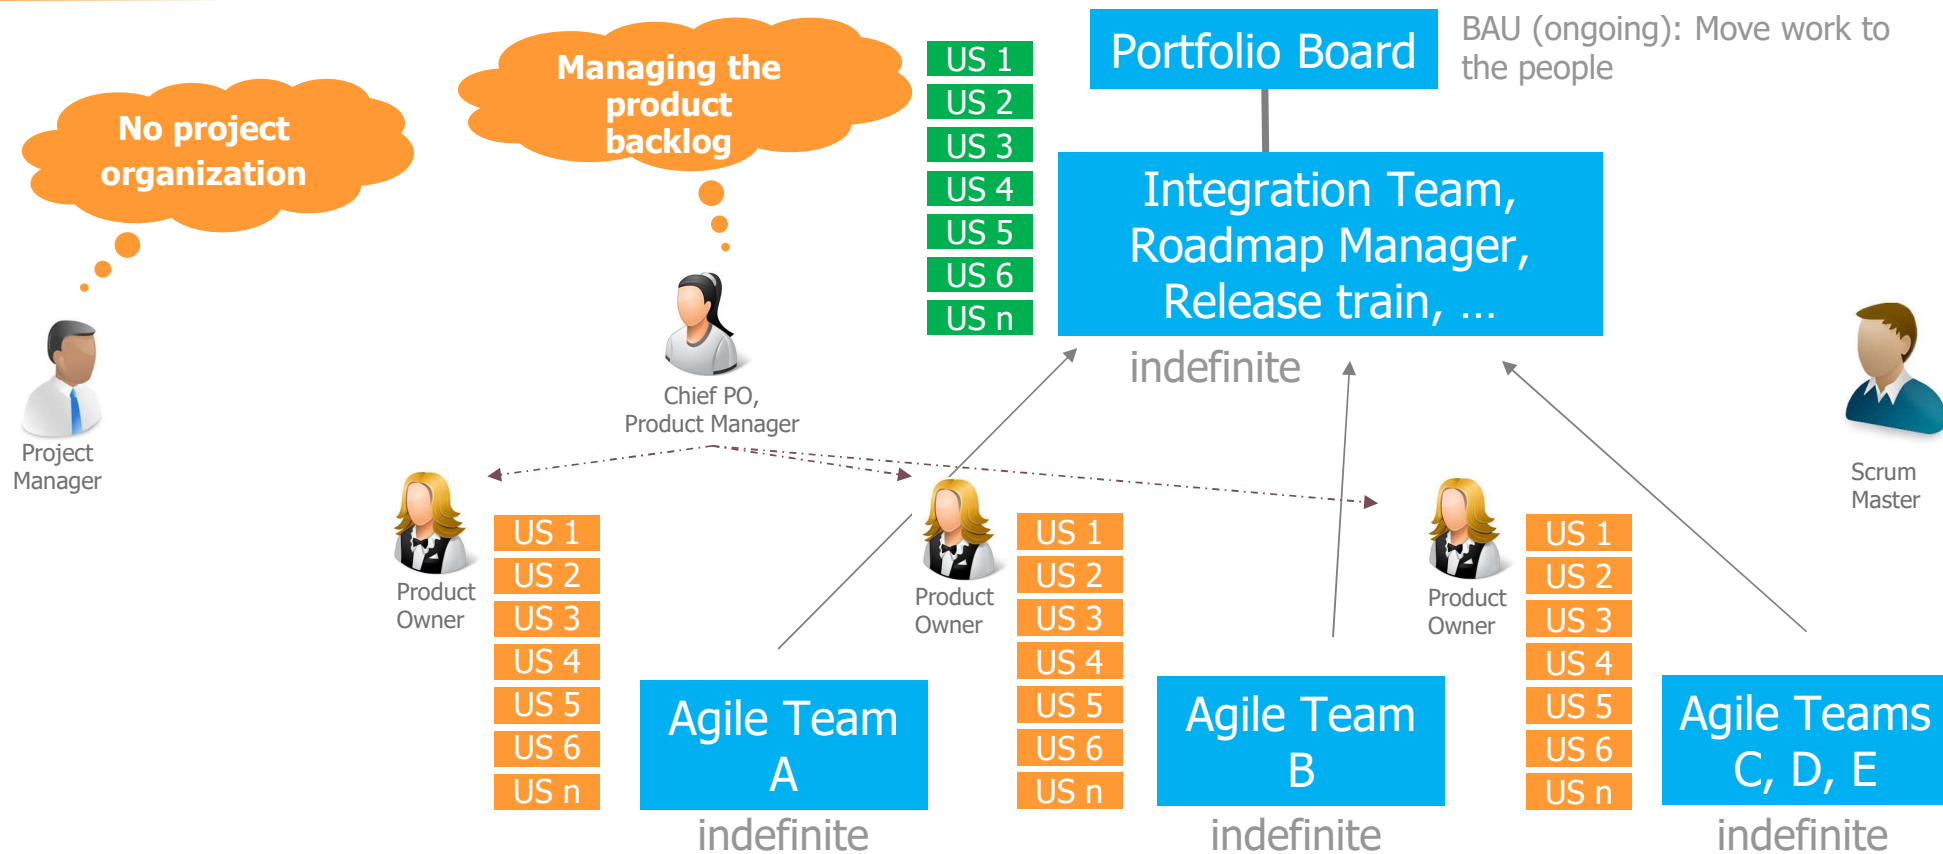 No project
organization
Managing the
product
backlog
US 1
US 2
US 3
US 4
US 5
US 6
US n
Portfolio Board
BAU (ongoing): Move work to
the people
Integration Team,
Roadmap Manager,
Release train, ...
indefinite
Project
Manager
Chief PO,
Product Manager
Scrum
Master
Product
Owner
US 1
US 2
US 3
US 4
US 5
US 6
US n
Agile Team
A
indefinite
Product
Owner
US 1
US 2
US 3
US 4
US 5
US 6
US n
Agile Team
B
indefinite
Product
Owner
US 1
US 2
US 3
US 4
US 5
US 6
US n
Agile Teams
C, D, E
indefinite